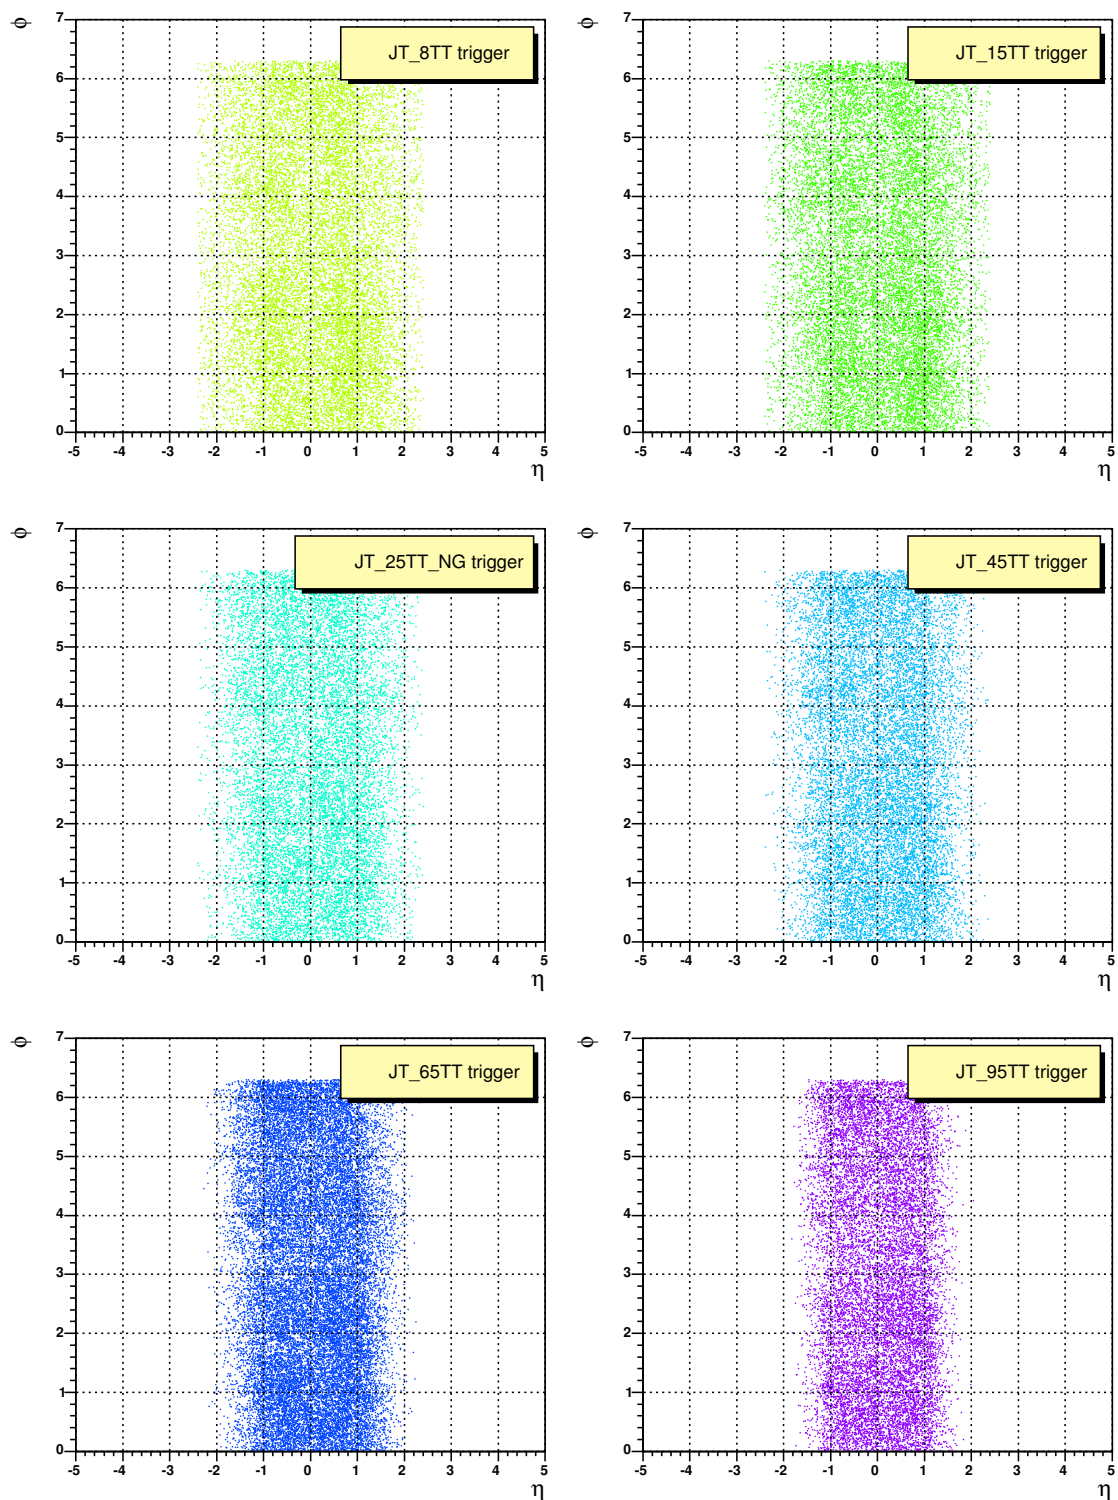 JT_8TT trigger
ϕ
7
6
5
4
3
2
1
0
-5 -4 -3 -2 -1 0 1 2 3 4 5
η
JT_15TT trigger
ϕ
7
6
5
4
3
2
1
0
-5 -4 -3 -2 -1 0 1 2 3 4 5
η
JT_25TT_NG trigger
ϕ
7
6
5
4
3
2
1
0
-5 -4 -3 -2 -1 0 1 2 3 4 5
η
JT_45TT trigger
ϕ
7
6
5
4
3
2
1
0
-5 -4 -3 -2 -1 0 1 2 3 4 5
η
JT_65TT trigger
ϕ
7
6
5
4
3
2
1
0
-5 -4 -3 -2 -1 0 1 2 3 4 5
η
JT_95TT trigger
ϕ
7
6
5
4
3
2
1
0
-5 -4 -3 -2 -1 0 1 2 3 4 5
η